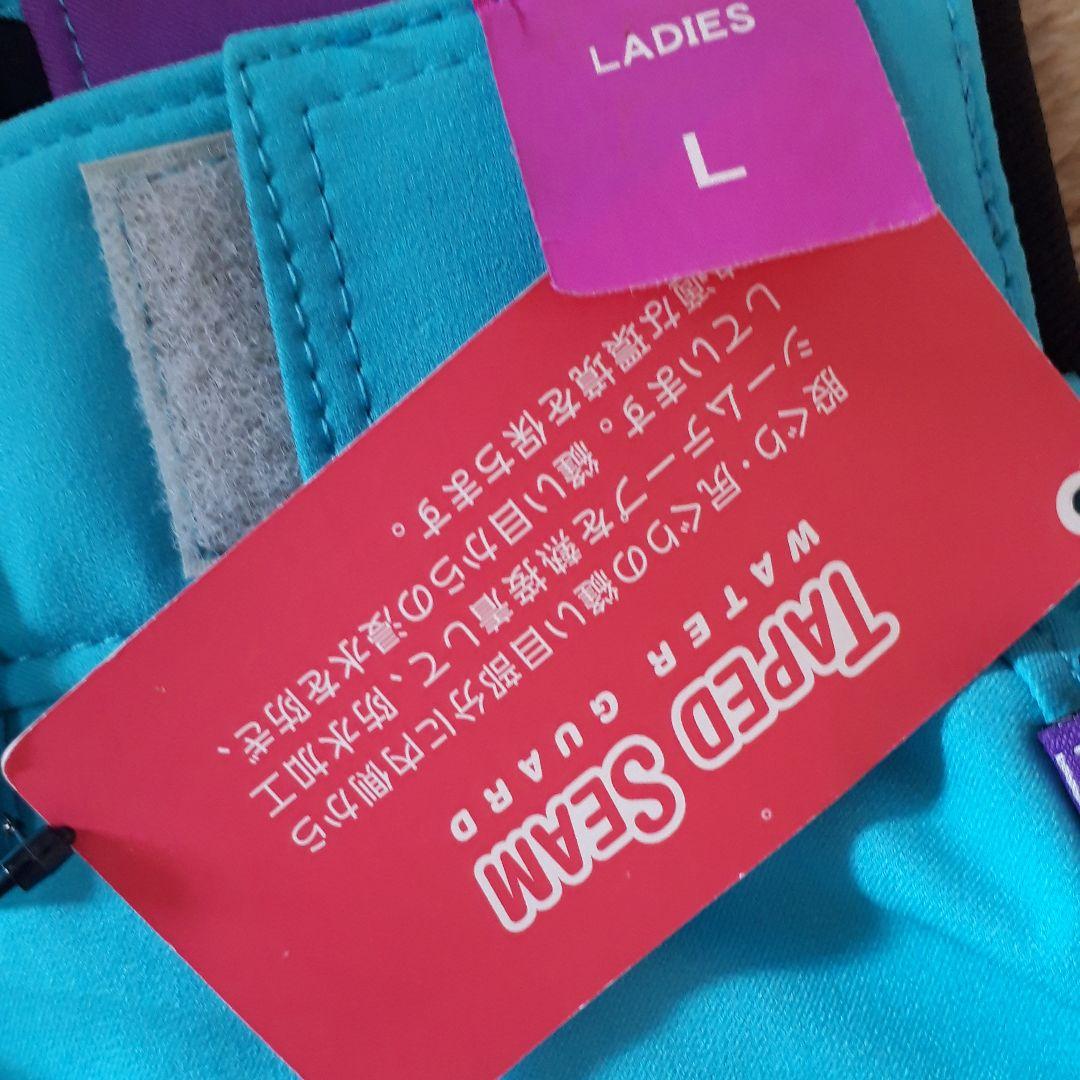 LADIES
L
TAPED SEAM
WATER GUARD
股ぐり・尻ぐりの縫い目部分に内側から
シームテープを熱接着して、防水加工
しています。縫い目からの浸水を防ぎ、
適な環境を保ちます。